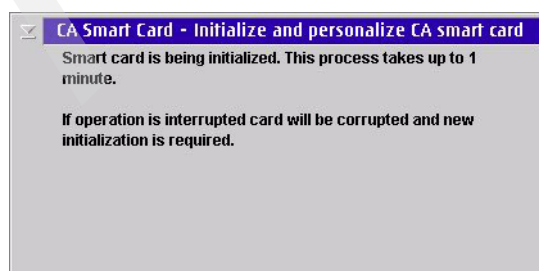 CA Smart Card - Initialize and personalize CA smart card
Smart card is being initialized. This process takes up to 1
minute.
If operation is interrupted card will be corrupted and new
initialization is required.